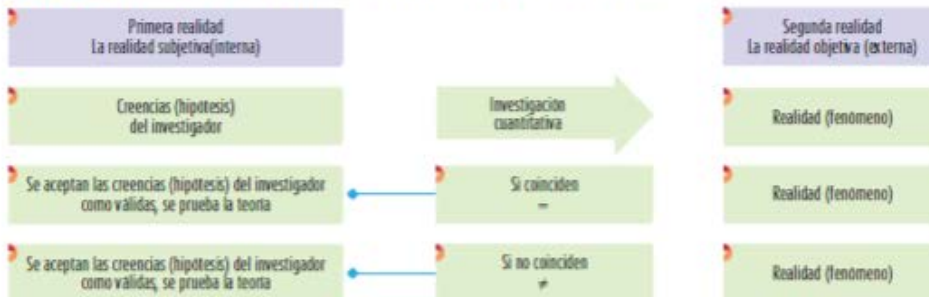 Primera realidad
La realidad subjetiva(interna)
Segunda realidad
La realidad objetiva (externa)
Creencias (hipótesis)
del investigador
Investigación
cuantitativa
Realidad (fenómeno)
Se aceptan las creencias (hipótesis) del investigador
como válidas, se prueba la teoría
Si coinciden
=
Realidad (fenómeno)
Se aceptan las creencias (hipótesis) del investigador
como válidas, se prueba la teoría
Si no coinciden
≠
Realidad (fenómeno)